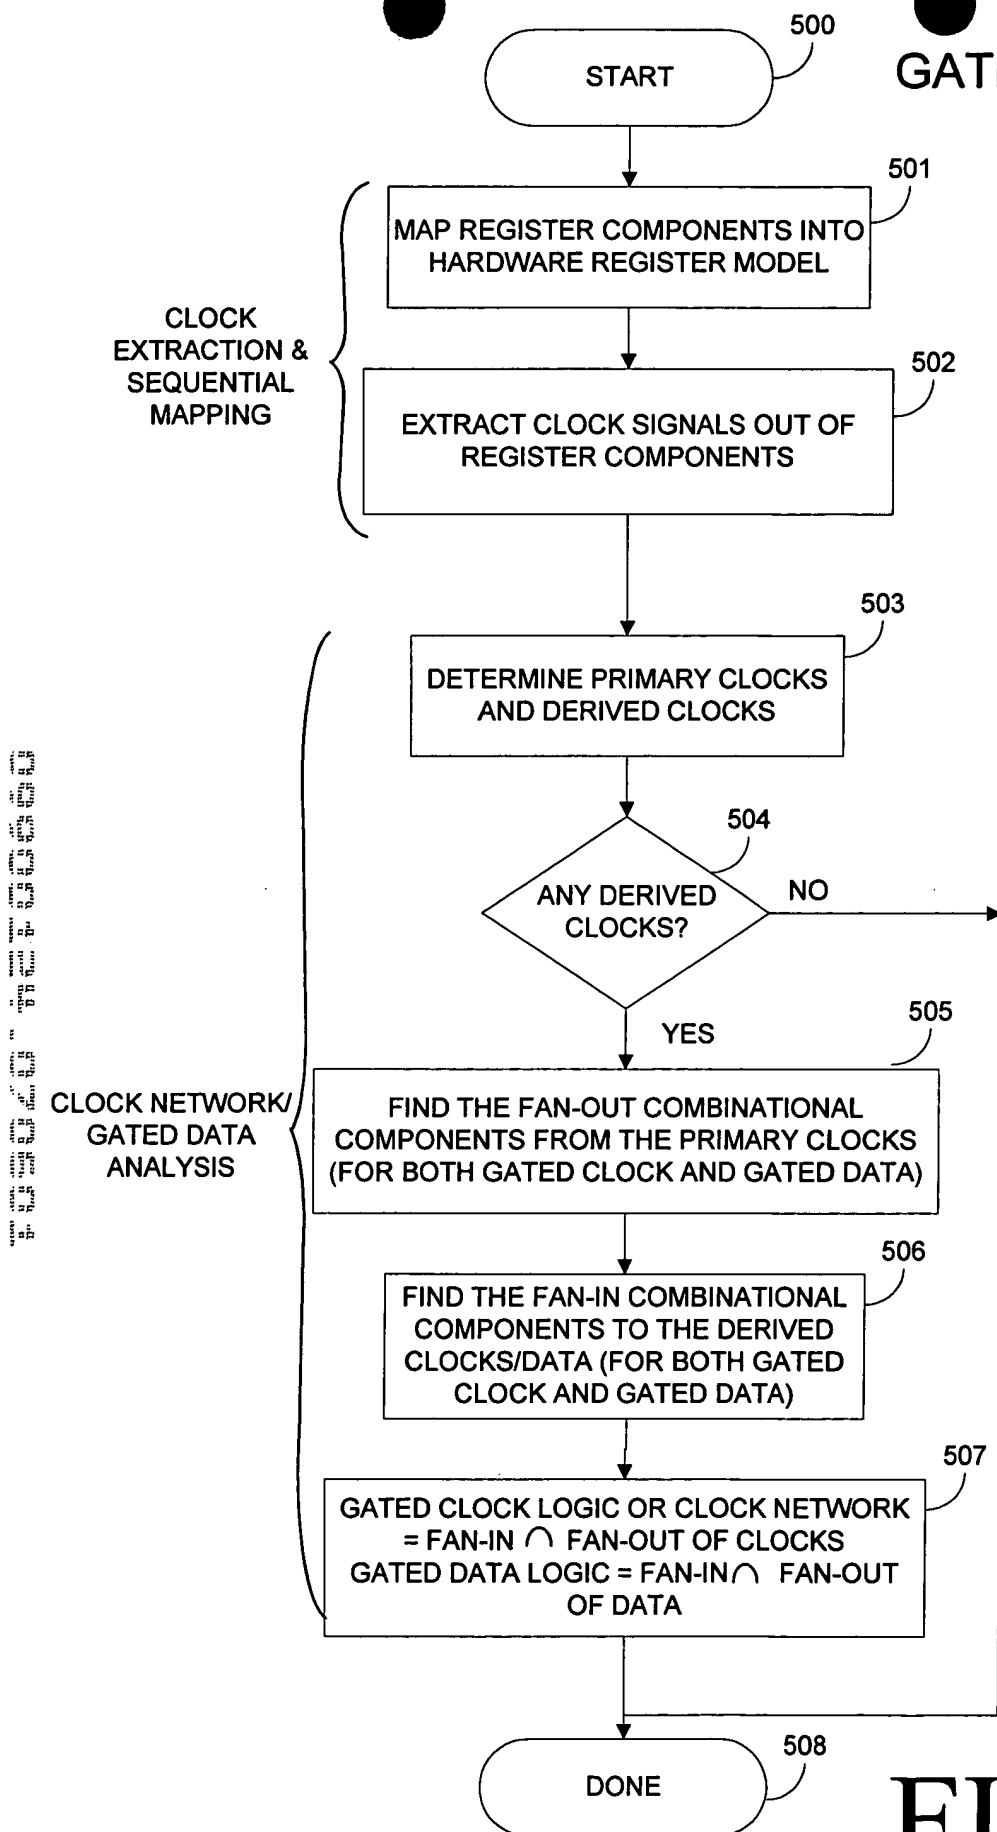 500
START
GAT
501
MAP REGISTER COMPONENTS INTO
HARDWARE REGISTER MODEL
CLOCK
EXTRACTION &
SEQUENTIAL
MAPPING
502
EXTRACT CLOCK SIGNALS OUT OF
REGISTER COMPONENTS
503
DETERMINE PRIMARY CLOCKS
AND DERIVED CLOCKS
504
ANY DERIVED
CLOCKS?
NO
YES
505
CLOCK NETWORK/
GATED DATA
ANALYSIS
FIND THE FAN-OUT COMBINATIONAL
COMPONENTS FROM THE PRIMARY CLOCKS
(FOR BOTH GATED CLOCK AND GATED DATA)
506
FIND THE FAN-IN COMBINATIONAL
COMPONENTS TO THE DERIVED
CLOCKS/DATA (FOR BOTH GATED
CLOCK AND GATED DATA)
507
GATED CLOCK LOGIC OR CLOCK NETWORK
= FAN-IN ∩ FAN-OUT OF CLOCKS
GATED DATA LOGIC = FAN-IN ∩ FAN-OUT
OF DATA
508
DONE